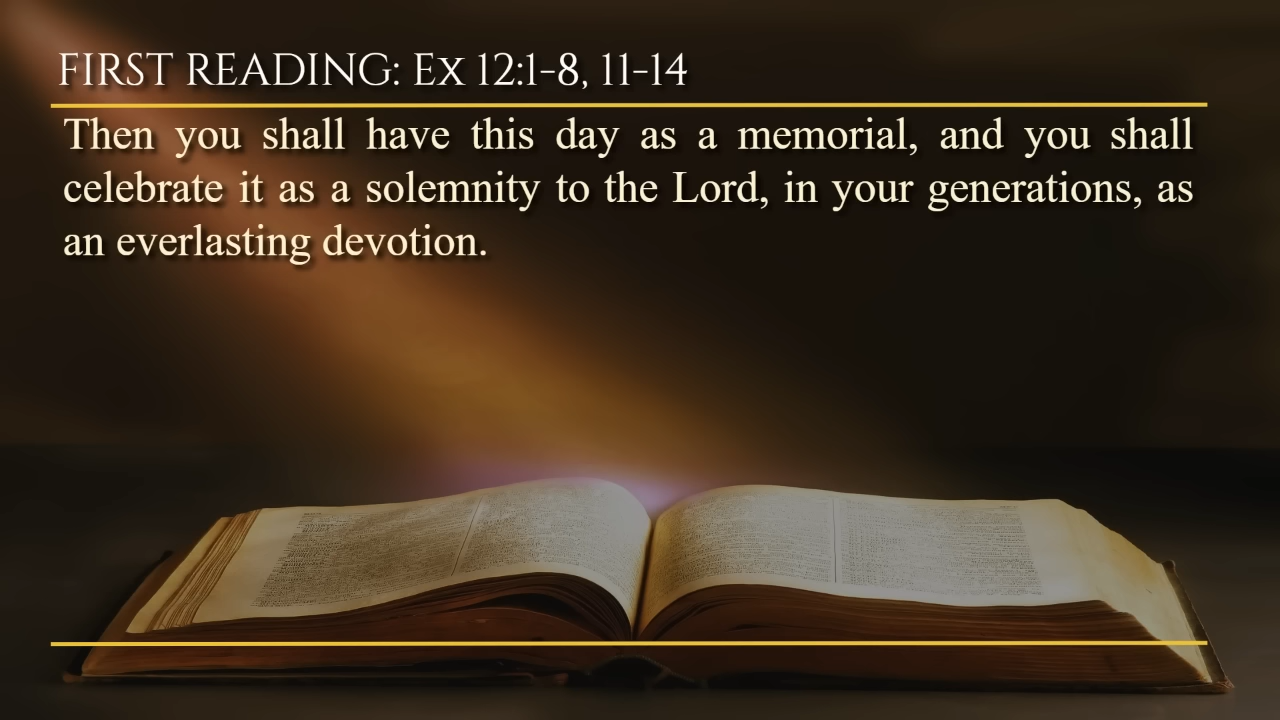 FIRST READING: Ex 12:1-8, 11-14
Then you shall have this day as a memorial, and you shall
celebrate it as a solemnity to the Lord, in your generations, as
an everlasting devotion.